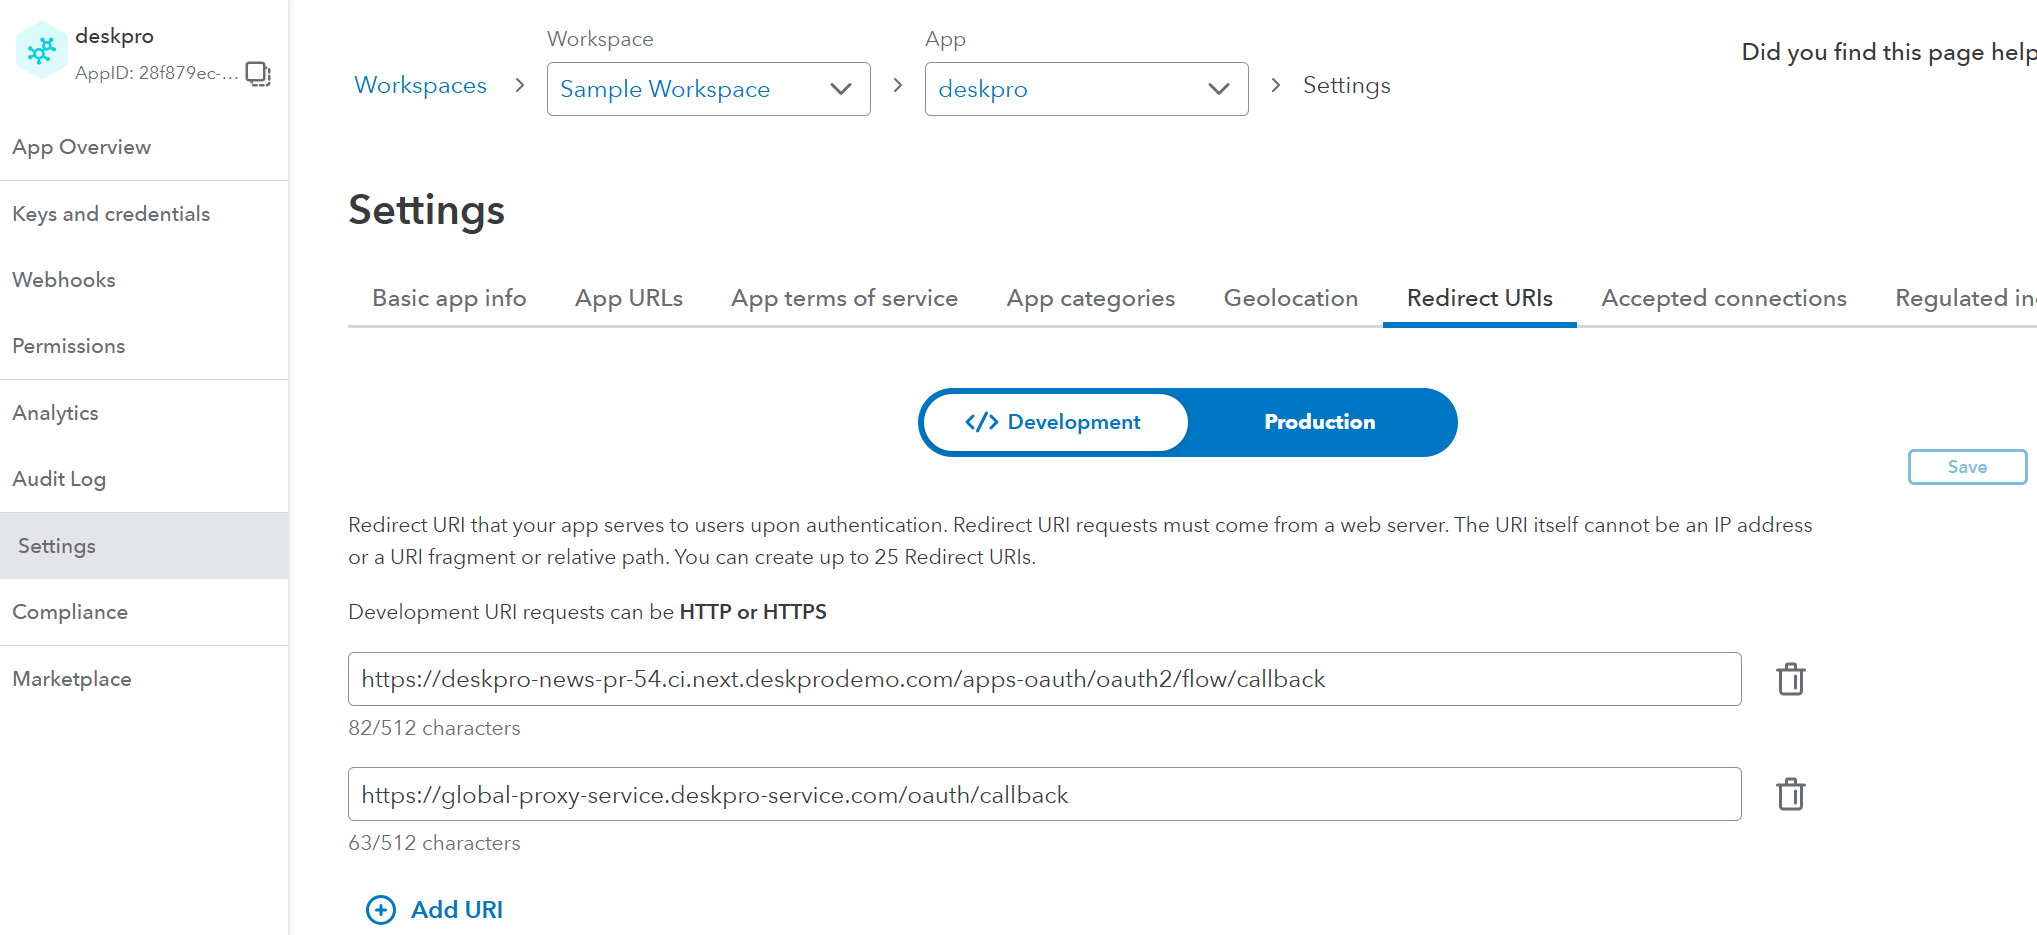 deskpro
AppID: 28f879ec-...
App Overview
Keys and credentials
Webhooks
Permissions
Analytics
Audit Log
Settings
Compliance
Marketplace
Workspace
App
Did you find this page help
Workspaces > Sample Workspace > deskpro > Settings
Settings
Basic app info App URLs App terms of service App categories Geolocation Redirect URIs Accepted connections Regulated in
</> Development Production
Save
Redirect URI that your app serves to users upon authentication. Redirect URI requests must come from a web server. The URI itself cannot be an IP address
or a URI fragment or relative path. You can create up to 25 Redirect URIs.
Development URI requests can be HTTP or HTTPS
https://deskpro-news-pr-54.ci.next.deskprodemo.com/apps-oauth/oauth2/flow/callback
82/512 characters
https://global-proxy-service.deskpro-service.com/oauth/callback
63/512 characters
Add URI